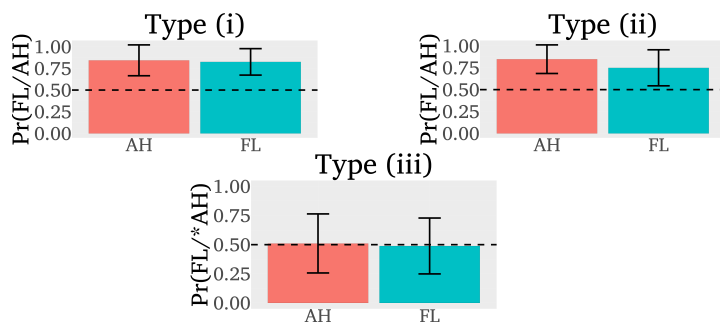 Type (i)
Pr(FL/AH)
1.00
0.75
0.50
0.25
0.00
AH FL
Type (ii)
Pr(FL/AH)
1.00
0.75
0.50
0.25
0.00
AH FL
Type (iii)
Pr(FL/*AH)
1.00
0.75
0.50
0.25
0.00
AH FL